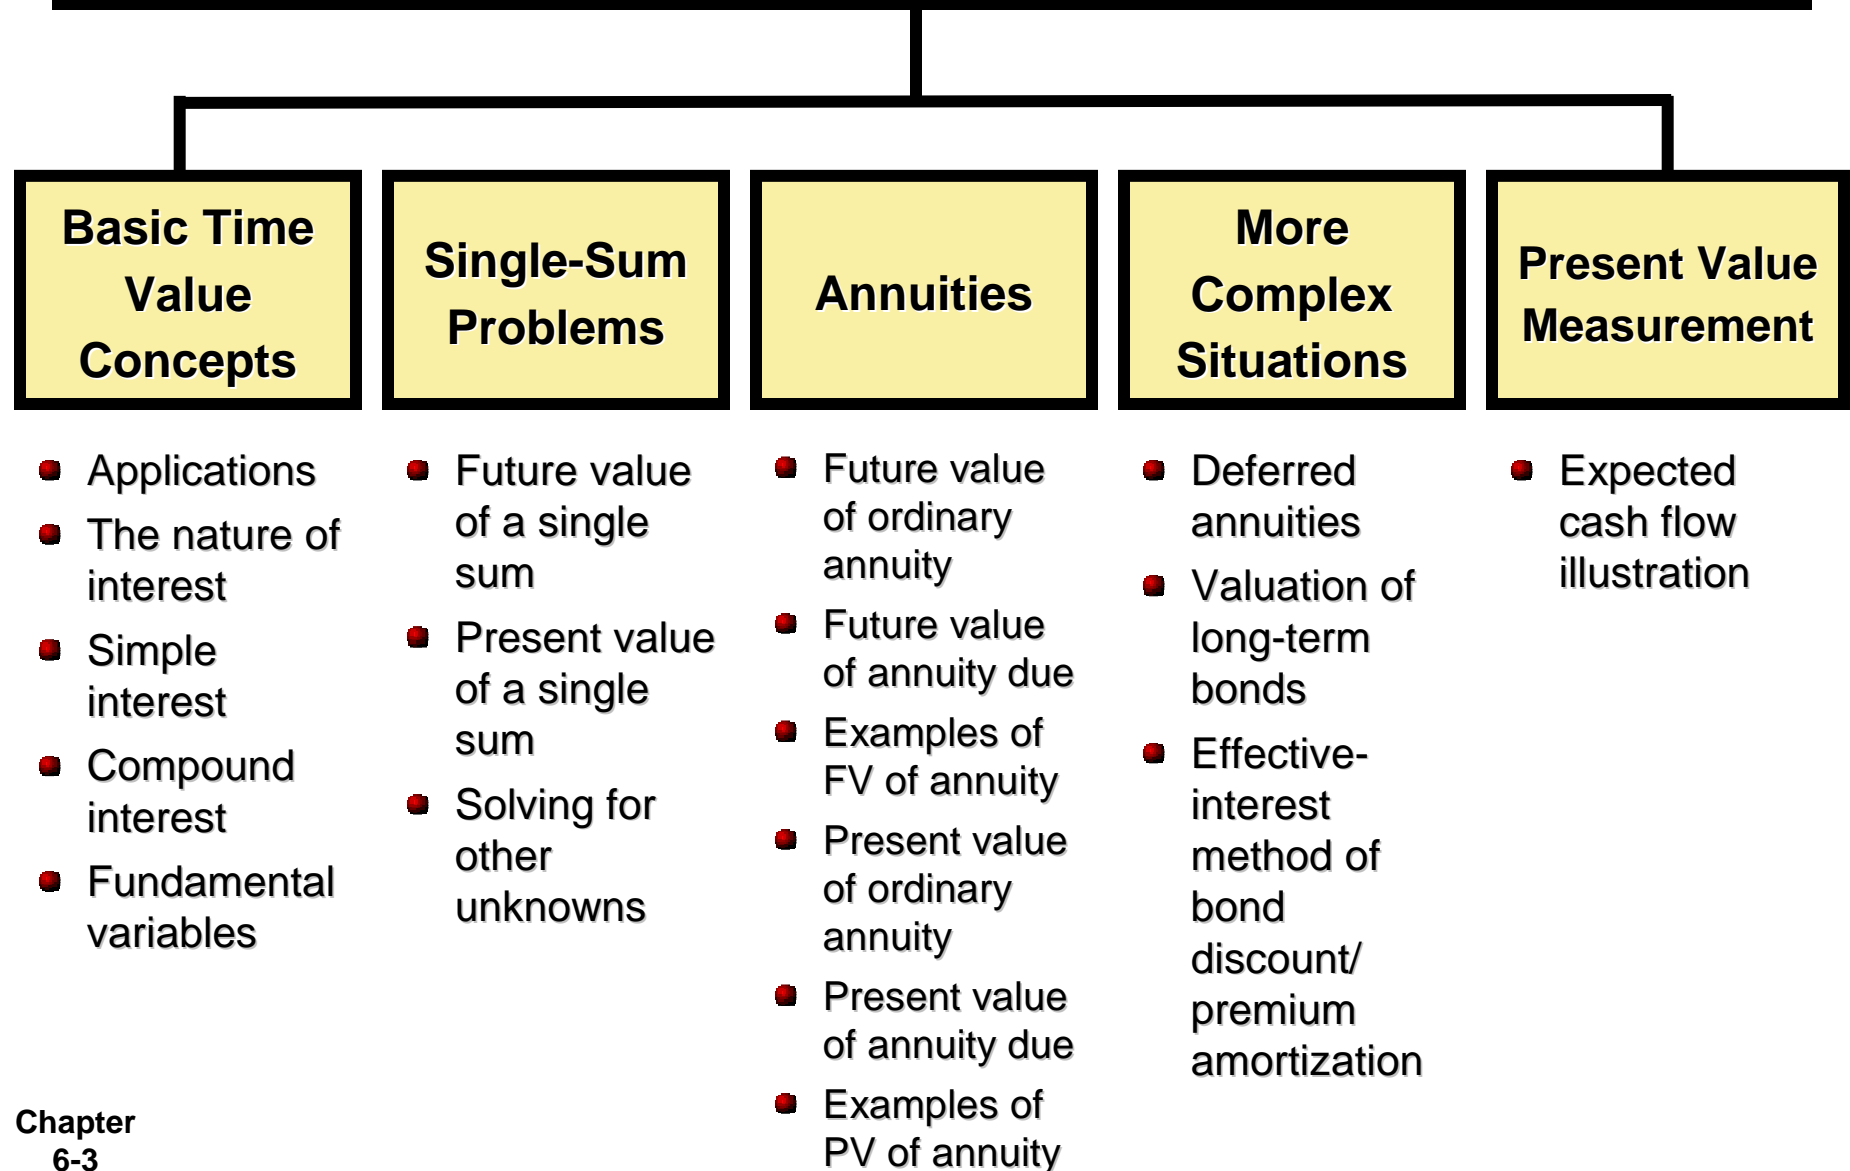 Basic Time
Value
Concepts
Applications
The nature of
interest
Simple
interest
Compound
interest
Fundamental
variables
Single-Sum
Problems
Future value
of a single
sum
Present value
of a single
sum
Solving for
other
unknowns
Annuities
Future value
of ordinary
annuity
Future value
of annuity due
Examples of
FV of annuity
Present value
of ordinary
annuity
Present value
of annuity due
Examples of
PV of annuity
More
Complex
Situations
Deferred
annuities
Valuation of
long-term
bonds
Effective-
interest
method of
bond
discount/
premium
amortization
Present Value
Measurement
Expected
cash flow
illustration
Chapter
6-3